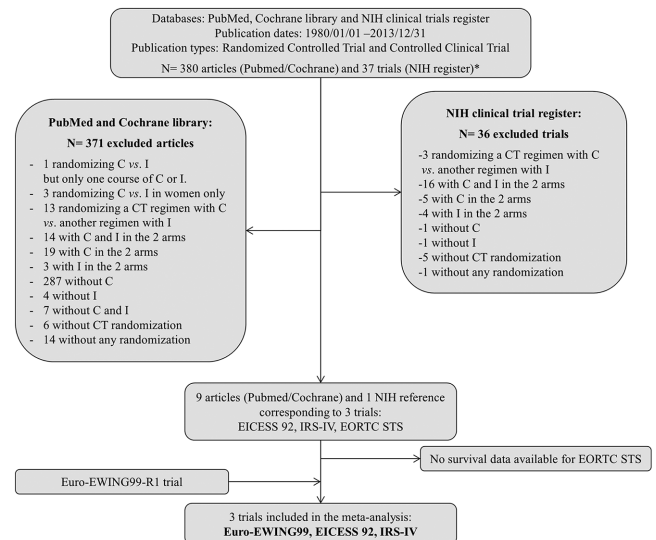 Databases: PubMed, Cochrane library and NIH clinical trials register
Publication dates: 1980/01/01 –2013/12/31
Publication types: Randomized Controlled Trial and Controlled Clinical Trial
N= 380 articles (Pubmed/Cochrane) and 37 trials (NIH register)*
PubMed and Cochrane library:
N= 371 excluded articles
- 1 randomizing C vs. I
but only one course of C or I.
- 3 randomizing C vs. I in women only
- 13 randomizing a CT regimen with C
vs. another regimen with I
- 14 with C and I in the 2 arms
- 19 with C in the 2 arms
- 3 with I in the 2 arms
- 287 without C
- 4 without I
- 7 without C and I
- 6 without CT randomization
- 14 without any randomization
NIH clinical trial register:
N= 36 excluded trials
-3 randomizing a CT regimen with C
vs. another regimen with I
-16 with C and I in the 2 arms
-5 with C in the 2 arms
-4 with I in the 2 arms
-1 without C
-1 without I
-5 without CT randomization
-1 without any randomization
9 articles (Pubmed/Cochrane) and 1 NIH reference
corresponding to 3 trials:
EICESS 92, IRS-IV, EORTC STS
No survival data available for EORTC STS
Euro-EWING99-R1 trial
3 trials included in the meta-analysis:
Euro-EWING99, EICESS 92, IRS-IV